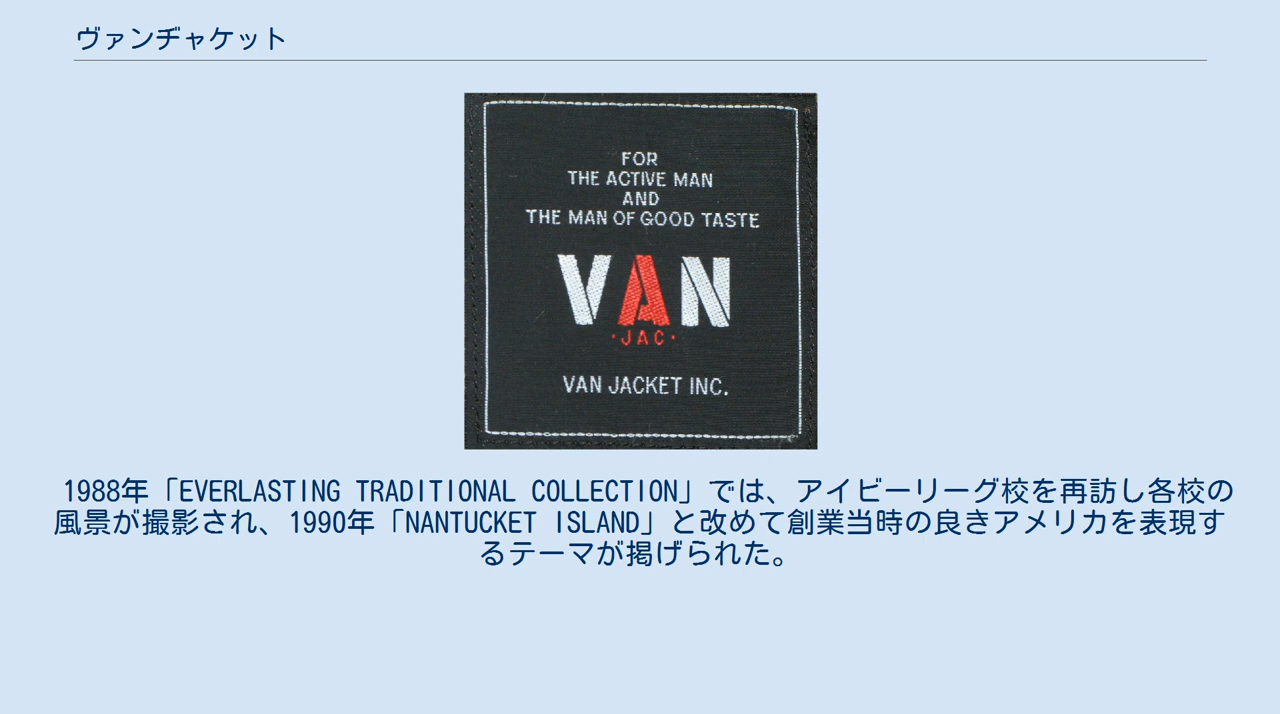 ヴァンヂャケット
FOR
THE ACTIVE MAN
AND
THE MAN OF GOOD TASTE
VAN
·JAC·
VAN JACKET INC.
1988年「EVERLASTING TRADITIONAL COLLECTION」では、アイビーリーグ校を再訪し各校の
風景が撮影され、1990年「NANTUCKET ISLAND」と改めて創業当時の良きアメリカを表現す
るテーマが掲げられた。